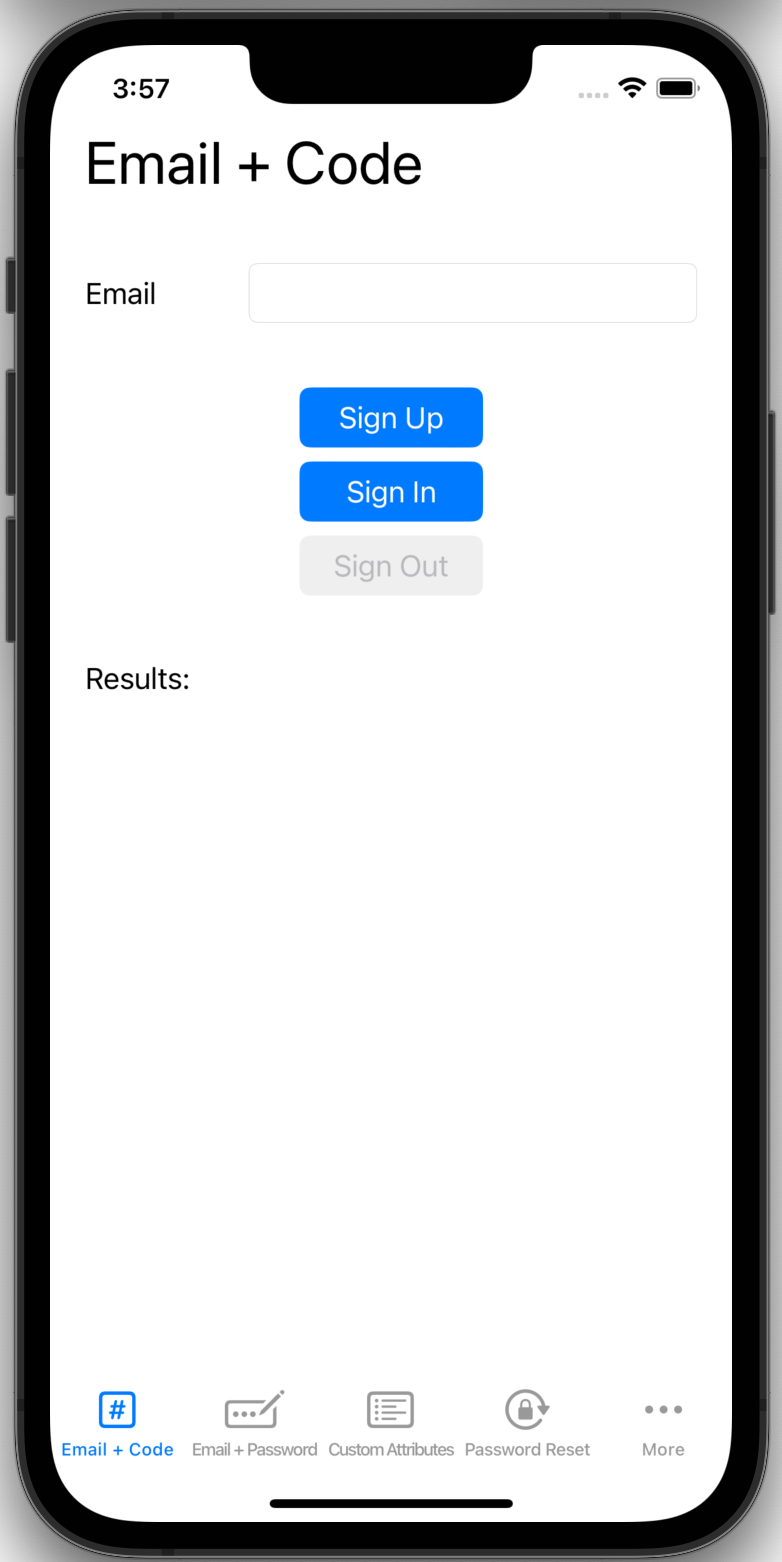 3:57
Email + Code
Email
Sign Up
Sign In
Sign Out
Results:
#
Email + Code
Email + Password
Custom Attributes
Password Reset
More